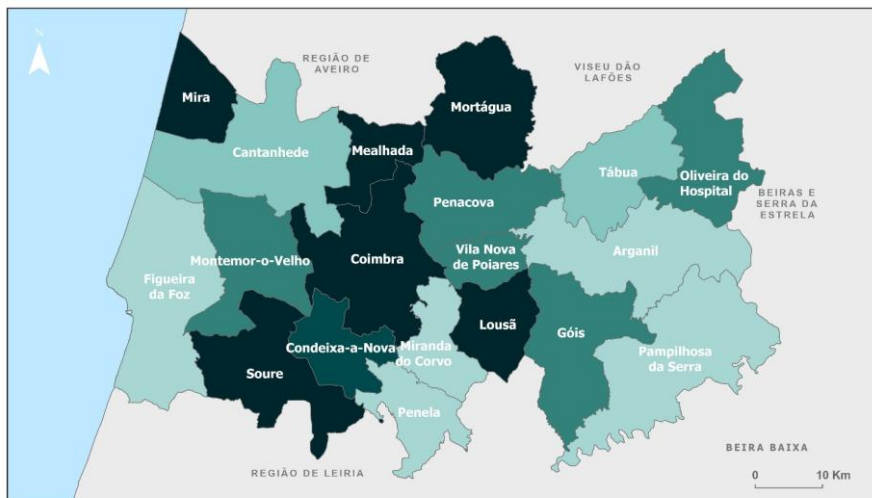 N
REGIÃO DE
AVEIRO
VISEU DÃO
LAFÕES
Mira
Mortágua
Cantanhede
Mealhada
Tábua
Oliveira do
Hospital
BEIRAS E
SERRA DA
ESTRELA
Penacova
Vila Nova
de Poiares
Arganil
Montemor-o-Velho
Coimbra
Figueira
da Foz
Lousã
Góis
Condeixa-a-Nova
Miranda
do Corvo
Soure
Pampilhosa
da Serra
Penela
BEIRA BAIXA
REGIÃO DE LEIRIA
0 10 Km